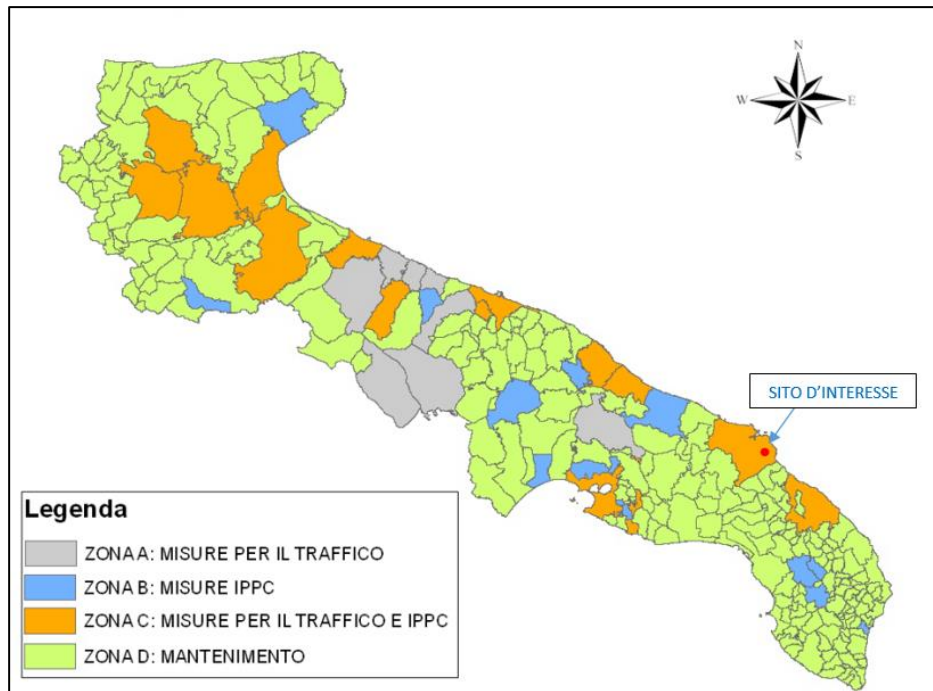 N
W
E
S
SITO D'INTERESSE
Legenda
ZONA A: MISURE PER IL TRAFFICO
ZONA B: MISURE IPPC
ZONA C: MISURE PER IL TRAFFICO E IPPC
ZONA D: MANTENIMENTO